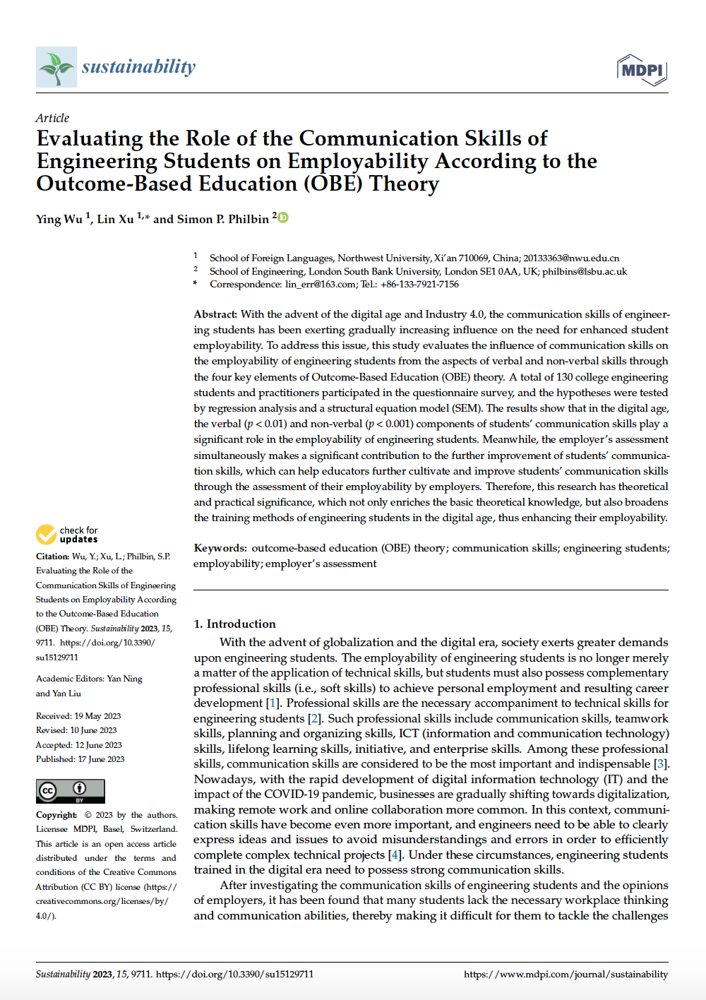 sustainability
MDPI
Article
Evaluating the Role of the Communication Skills of
Engineering Students on Employability According to the
Outcome-Based Education (OBE) Theory
Ying Wu 1, Lin Xu 1,* and Simon P. Philbin 2 iD
1 School of Foreign Languages, Northwest University, Xi’an 710069, China; 20133363@nwu.edu.cn
2 School of Engineering, London South Bank University, London SE1 0AA, UK; philbins@lsbu.ac.uk
* Correspondence: lin_err@163.com; Tel.: +86-133-7921-7156
Abstract: With the advent of the digital age and Industry 4.0, the communication skills of engineer-
ing students has been exerting gradually increasing influence on the need for enhanced student
employability. To address this issue, this study evaluates the influence of communication skills on
the employability of engineering students from the aspects of verbal and non-verbal skills through
the four key elements of Outcome-Based Education (OBE) theory. A total of 130 college engineering
students and practitioners participated in the questionnaire survey, and the hypotheses were tested
by regression analysis and a structural equation model (SEM). The results show that in the digital age,
the verbal (p < 0.01) and non-verbal (p < 0.001) components of students’ communication skills play a
significant role in the employability of engineering students. Meanwhile, the employer’s assessment
simultaneously makes a significant contribution to the further improvement of students’ communica-
tion skills, which can help educators further cultivate and improve students’ communication skills
through the assessment of their employability by employers. Therefore, this research has theoretical
and practical significance, which not only enriches the basic theoretical knowledge, but also broadens
the training methods of engineering students in the digital age, thus enhancing their employability.
Keywords: outcome-based education (OBE) theory; communication skills; engineering students;
employability; employer’s assessment
check for
updates
Citation: Wu, Y.; Xu, L.; Philbin, S.P.
Evaluating the Role of the
Communication Skills of Engineering
Students on Employability According
to the Outcome-Based Education
(OBE) Theory. Sustainability 2023, 15,
9711. https://doi.org/10.3390/
su15129711
Academic Editors: Yan Ning
and Yan Liu
Received: 19 May 2023
Revised: 10 June 2023
Accepted: 12 June 2023
Published: 17 June 2023
cc BY
Copyright: © 2023 by the authors.
Licensee MDPI, Basel, Switzerland.
This article is an open access article
distributed under the terms and
conditions of the Creative Commons
Attribution (CC BY) license (https://
creativecommons.org/licenses/by/
4.0/).
1. Introduction
With the advent of globalization and the digital era, society exerts greater demands
upon engineering students. The employability of engineering students is no longer merely
a matter of the application of technical skills, but students must also possess complementary
professional skills (i.e., soft skills) to achieve personal employment and resulting career
development [1]. Professional skills are the necessary accompaniment to technical skills for
engineering students [2]. Such professional skills include communication skills, teamwork
skills, planning and organizing skills, ICT (information and communication technology)
skills, lifelong learning skills, initiative, and enterprise skills. Among these professional
skills, communication skills are considered to be the most important and indispensable [3].
Nowadays, with the rapid development of digital information technology (IT) and the
impact of the COVID-19 pandemic, businesses are gradually shifting towards digitalization,
making remote work and online collaboration more common. In this context, communi-
cation skills have become even more important, and engineers need to be able to clearly
express ideas and issues to avoid misunderstandings and errors in order to efficiently
complete complex technical projects [4]. Under these circumstances, engineering students
trained in the digital era need to possess strong communication skills.
After investigating the communication skills of engineering students and the opinions
of employers, it has been found that many students lack the necessary workplace thinking
and communication abilities, thereby making it difficult for them to tackle the challenges
Sustainability 2023, 15, 9711. https://doi.org/10.3390/su15129711
https://www.mdpi.com/journal/sustainability